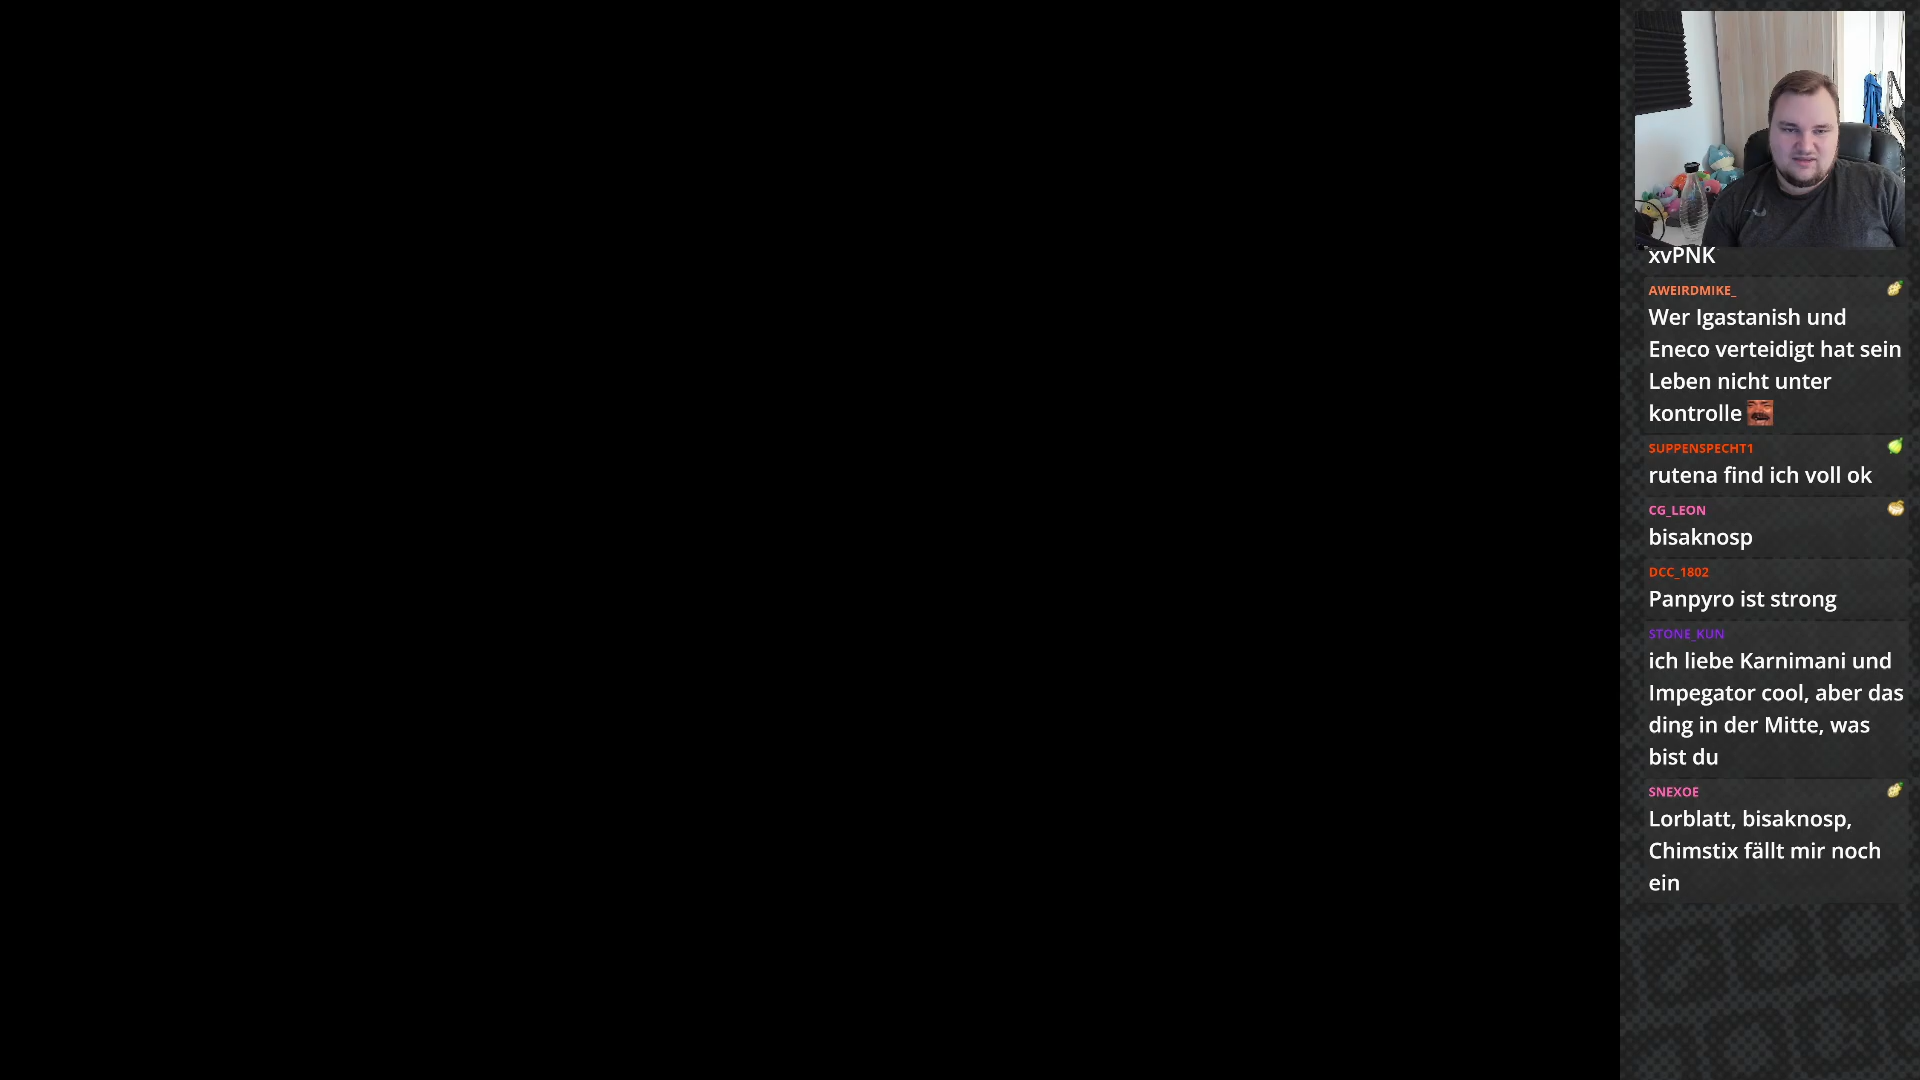 xvPNK
AWEIRDMIKE_
Wer Igastanish und
Eneco verteidigt hat sein
Leben nicht unter
kontrolle
SUPPENSPECHT1
rutena find ich voll ok
CG_LEON
bisaknosp
DCC_1802
Panpyro ist strong
STONE_KUN
ich liebe Karnimani und
Impegator cool, aber das
ding in der Mitte, was
bist du
SNEXOE
Lorblatt, bisaknosp,
Chimstix fällt mir noch
ein